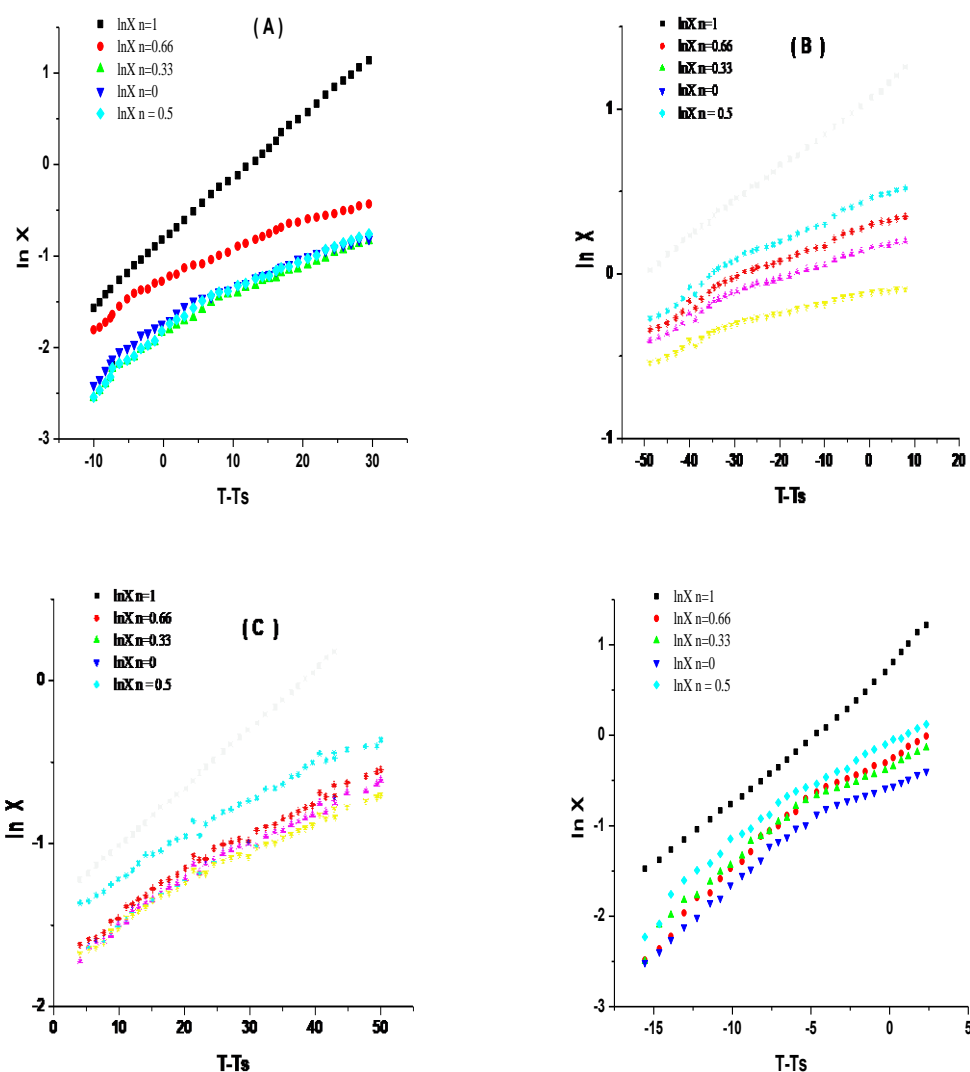 (A)
lnX n=1
lnX n=0.66
lnX n=0.33
lnX n=0
lnX n = 0.5
1
0
-1
-2
-3
ln X
-10 0 10 20 30
T-Ts
(B)
lnX n=1
lnX n=0.66
lnX n=0.33
lnX n=0
lnX n = 0.5
1
0
-1
ln X
-50 -40 -30 -20 -10 0 10 20
T-Ts
(C)
lnX n=1
lnX n=0.66
lnX n=0.33
lnX n=0
lnX n = 0.5
0
-1
-2
ln X
0 10 20 30 40 50
T-Ts
lnX n=1
lnX n=0.66
lnX n=0.33
lnX n=0
lnX n = 0.5
1
0
-1
-2
-3
ln X
-15 -10 -5 0 5
T-Ts